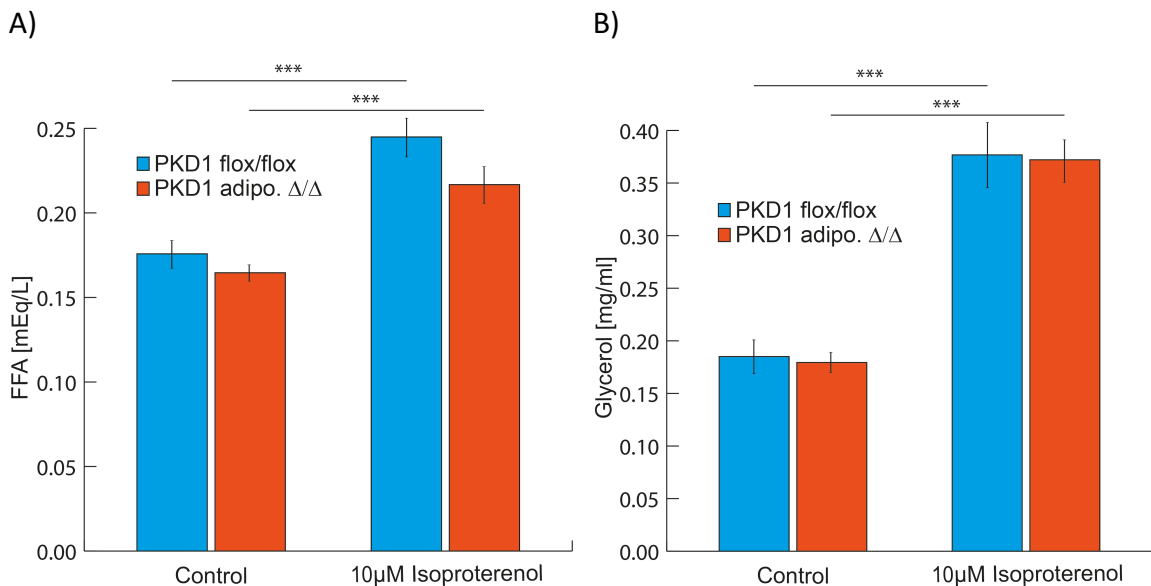 A)
***
***
0.25
PKD1 flox/flox
PKD1 adipo. Δ/Δ
0.20
0.15
0.10
0.05
0.00
FFA [mEq/L]
Control
10µM Isoproterenol
B)
***
***
0.40
0.35
PKD1 flox/flox
PKD1 adipo. Δ/Δ
0.30
0.25
0.20
0.15
0.10
0.05
0.00
Glycerol [mg/ml]
Control
10µM Isoproterenol